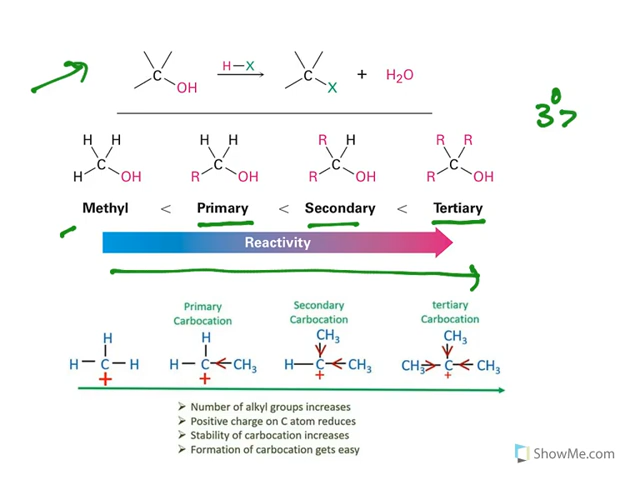 H—X
C OH → C X + H₂O
3⁰>
H H R H R R
H C OH R C OH R C OH R C OH
H H
Methyl < Primary < Secondary < Tertiary
Reactivity
Primary Carbocation
Secondary Carbocation
tertiary Carbocation
H H CH₃ CH₃
H—C—H H—C—CH₃ H—C—CH₃ CH₃—C—CH₃
+ + + +
➢ Number of alkyl groups increases
➢ Positive charge on C atom reduces
➢ Stability of carbocation increases
➢ Formation of carbocation gets easy
ShowMe.com